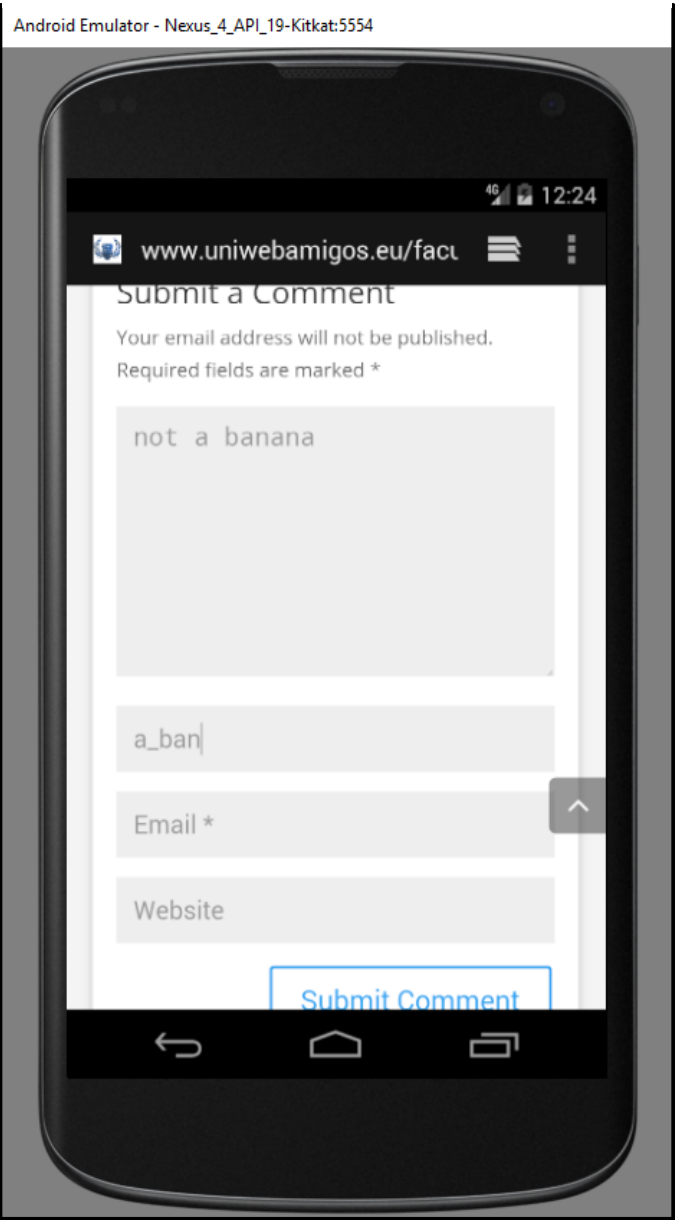 Android Emulator - Nexus_4_API_19-Kitkat:5554
4G 12:24
www.uniwebamigos.eu/facu
Submit a Comment
Your email address will not be published.
Required fields are marked *
not a banana
a_ban
Email *
Website
Submit Comment